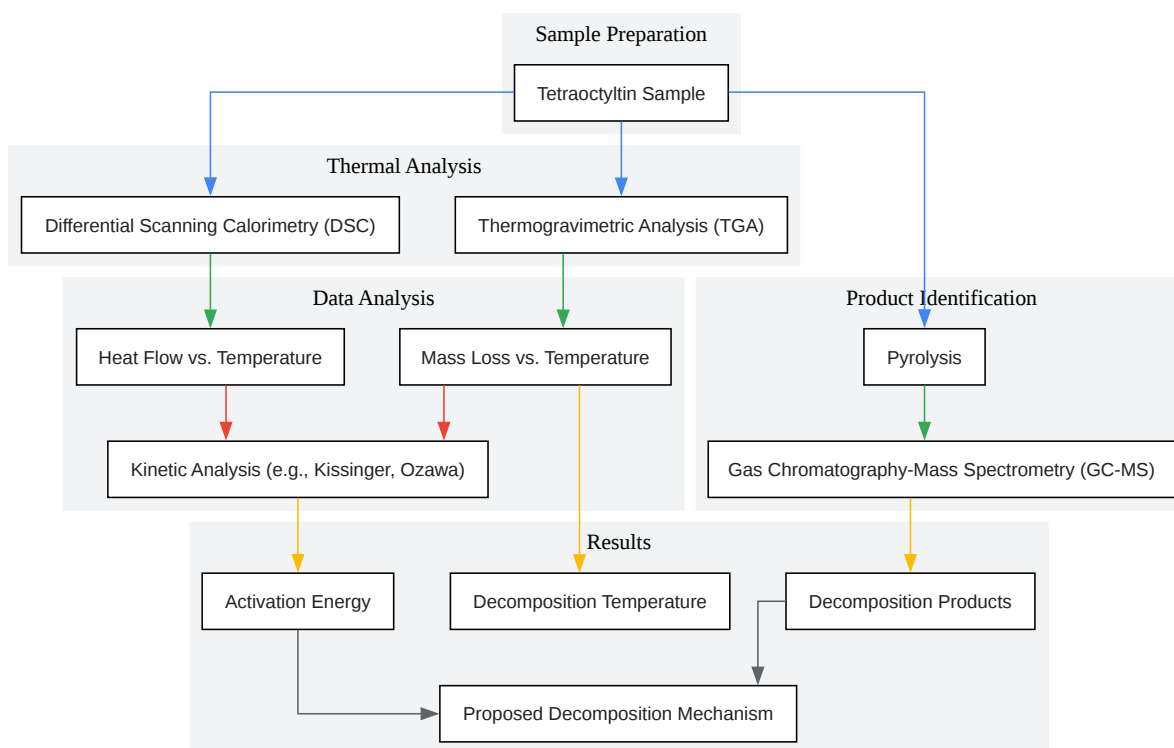 Sample Preparation
Tetraoctyltin Sample
Thermal Analysis
Differential Scanning Calorimetry (DSC)
Thermogravimetric Analysis (TGA)
Data Analysis
Product Identification
Heat Flow vs. Temperature
Mass Loss vs. Temperature
Pyrolysis
Kinetic Analysis (e.g., Kissinger, Ozawa)
Gas Chromatography-Mass Spectrometry (GC-MS)
Results
Activation Energy
Decomposition Temperature
Decomposition Products
Proposed Decomposition Mechanism